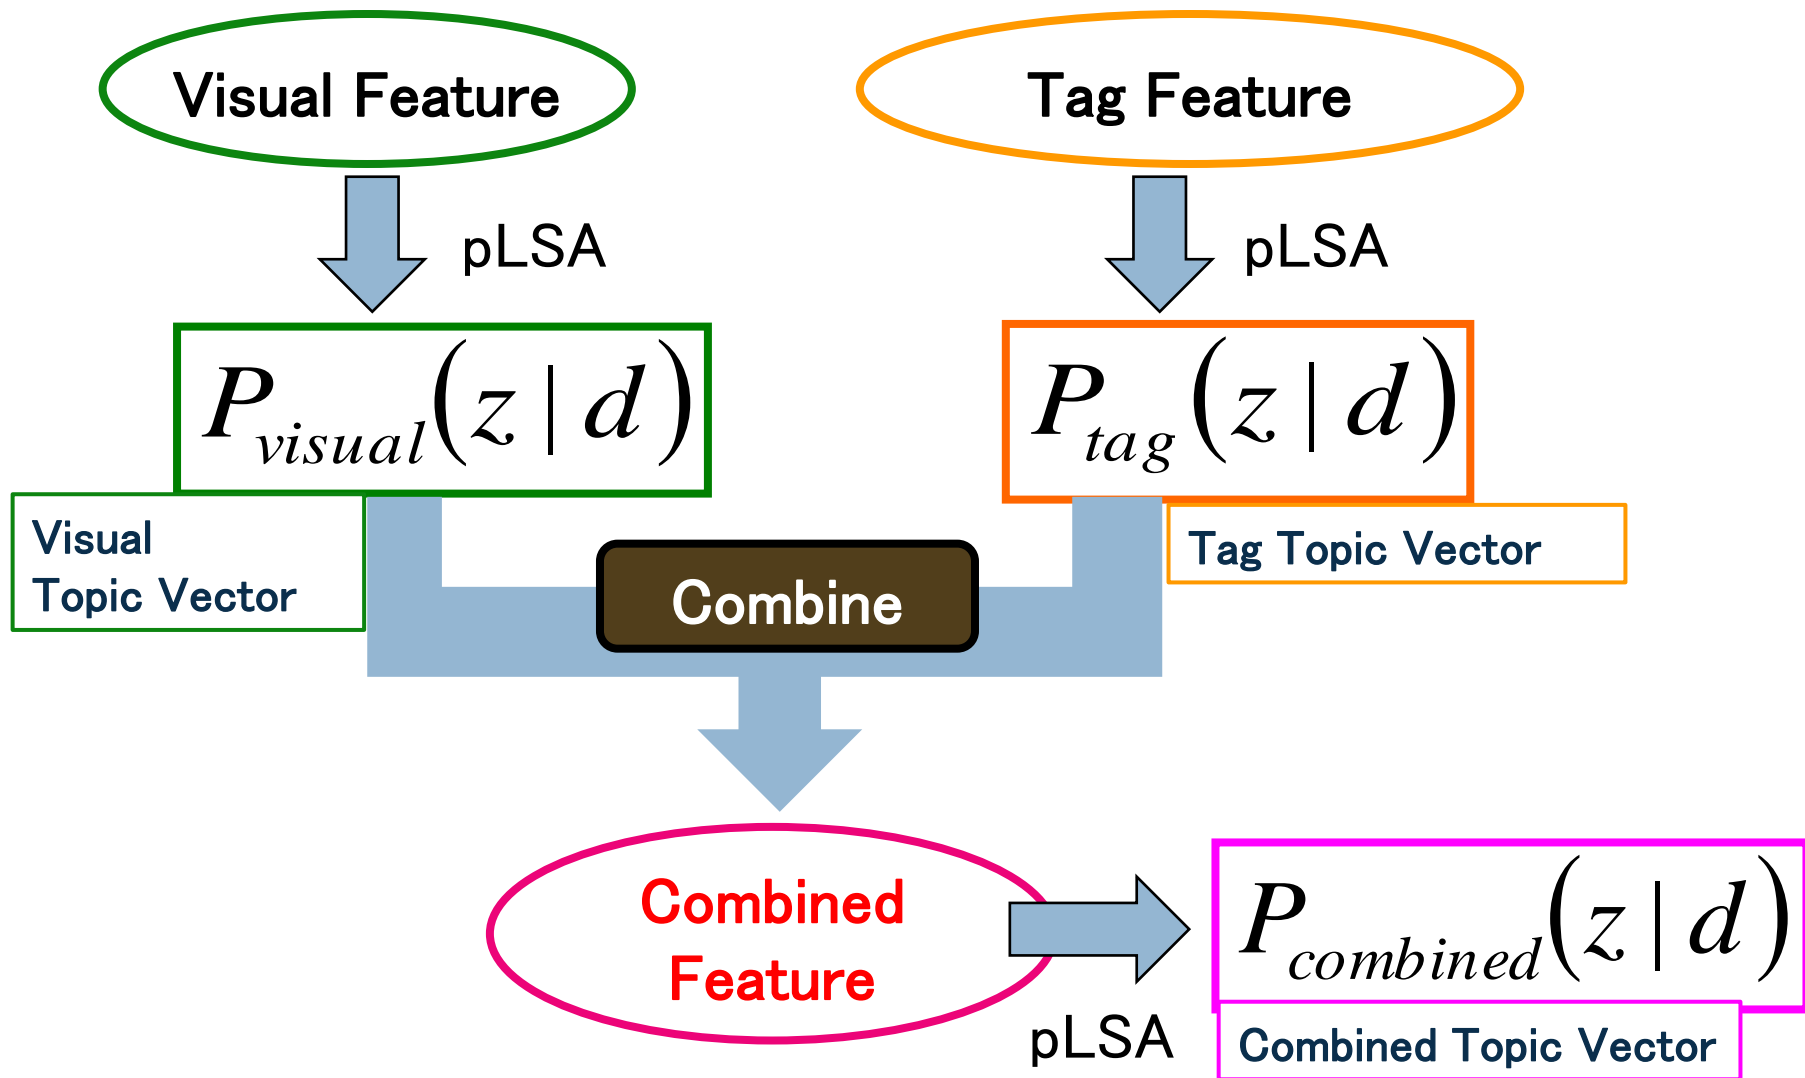 Visual Feature
Tag Feature
pLSA
pLSA
P_visual(z | d)
P_tag(z | d)
Visual
Topic Vector
Tag Topic Vector
Combine
Combined
Feature
P_combined(z | d)
pLSA
Combined Topic Vector